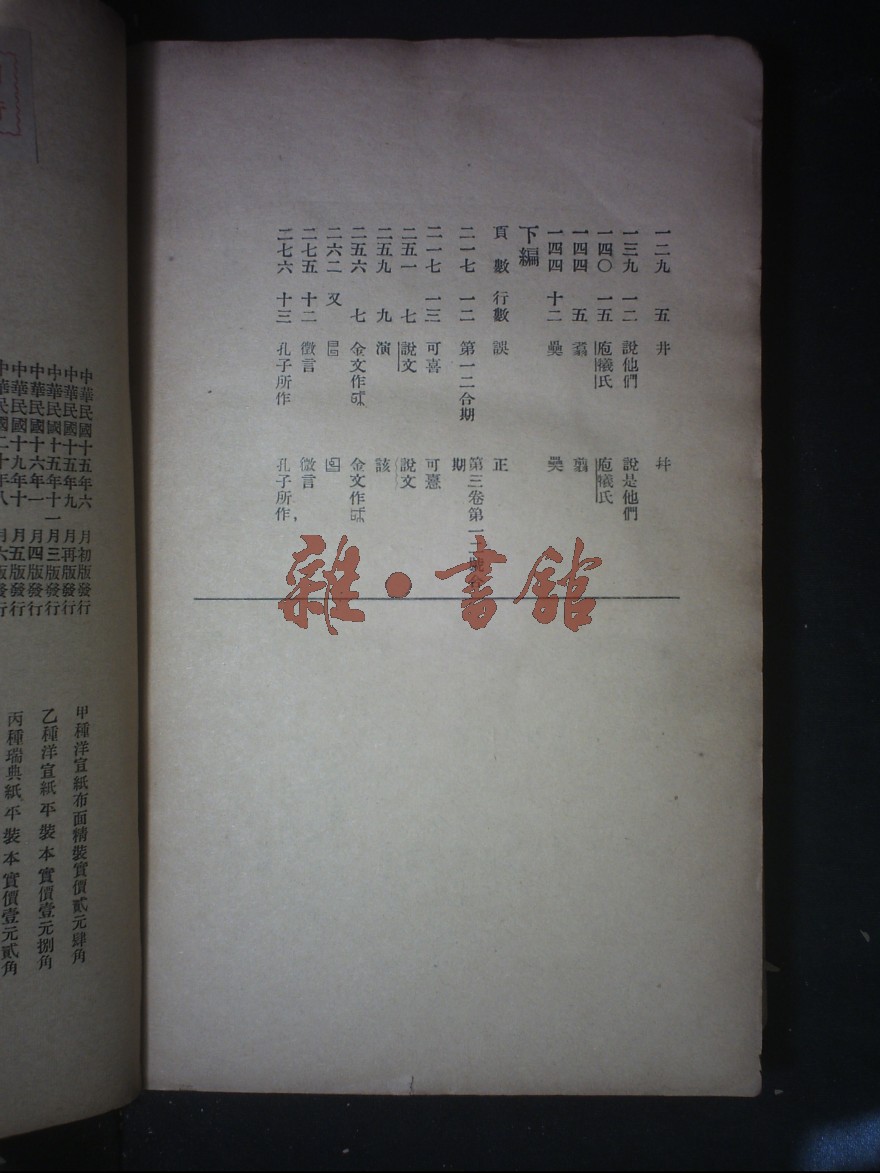 一二九 五 井 幷
一三九 一二 說他們 說是他們
一四〇 一五 庖犧氏 庖犧氏
一四四 五
一四四 十二
下編
頁數 行數 誤 正
二一七 一二 第一二合期 第三卷第一二號合
期
二一七 一三 可喜 可憙
二五一 七 說文 說文
二五九 九 演 該
二五六 七 金文作 金文作
二六二 又
二七五 十二 徵言 微言
二七六 十三 孔子所作 孔子所作，
雜·書館
中華民國十五年六月初版發行
中華民國十五年九月再版發行
中華民國十五年十一月三版發行
中華民國十六年一月四版發行
中華民國十九年十月五版發行
中華民國二十年八月六版發行
甲種洋宣紙布面精裝實價貳元肆角
乙種洋宣紙平裝本實價壹元捌角
丙種瑞典紙平裝本實價壹元貳角